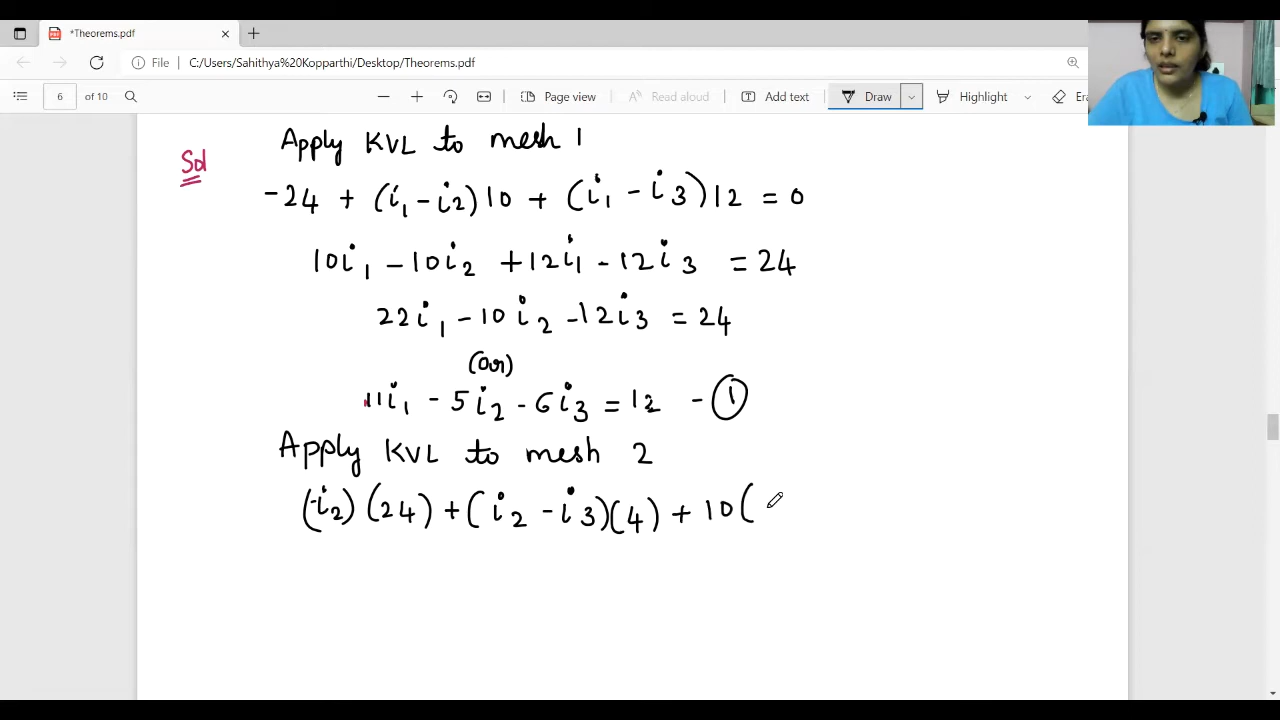 *Theorems.pdf
File C:/Users/Sahithya%20Kopparthi/Desktop/Theorems.pdf
6 of 10 Page view Read aloud Add text Draw Highlight Era
Apply KVL to mesh 1
Sol
-24 + (i₁ - i₂)10 + (i₁ - i₃)12 = 0
10i₁ - 10i₂ + 12i₁ - 12i₃ = 24
22i₁ - 10i₂ - 12i₃ = 24
(Or)
11i₁ - 5i₂ - 6i₃ = 12 - ①
Apply KVL to mesh 2
(-i₂)(24) + (i₂ - i₃)(4) + 10(